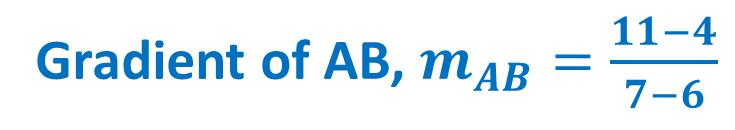 Gradient of AB, m_AB = (11−4)/(7−6)